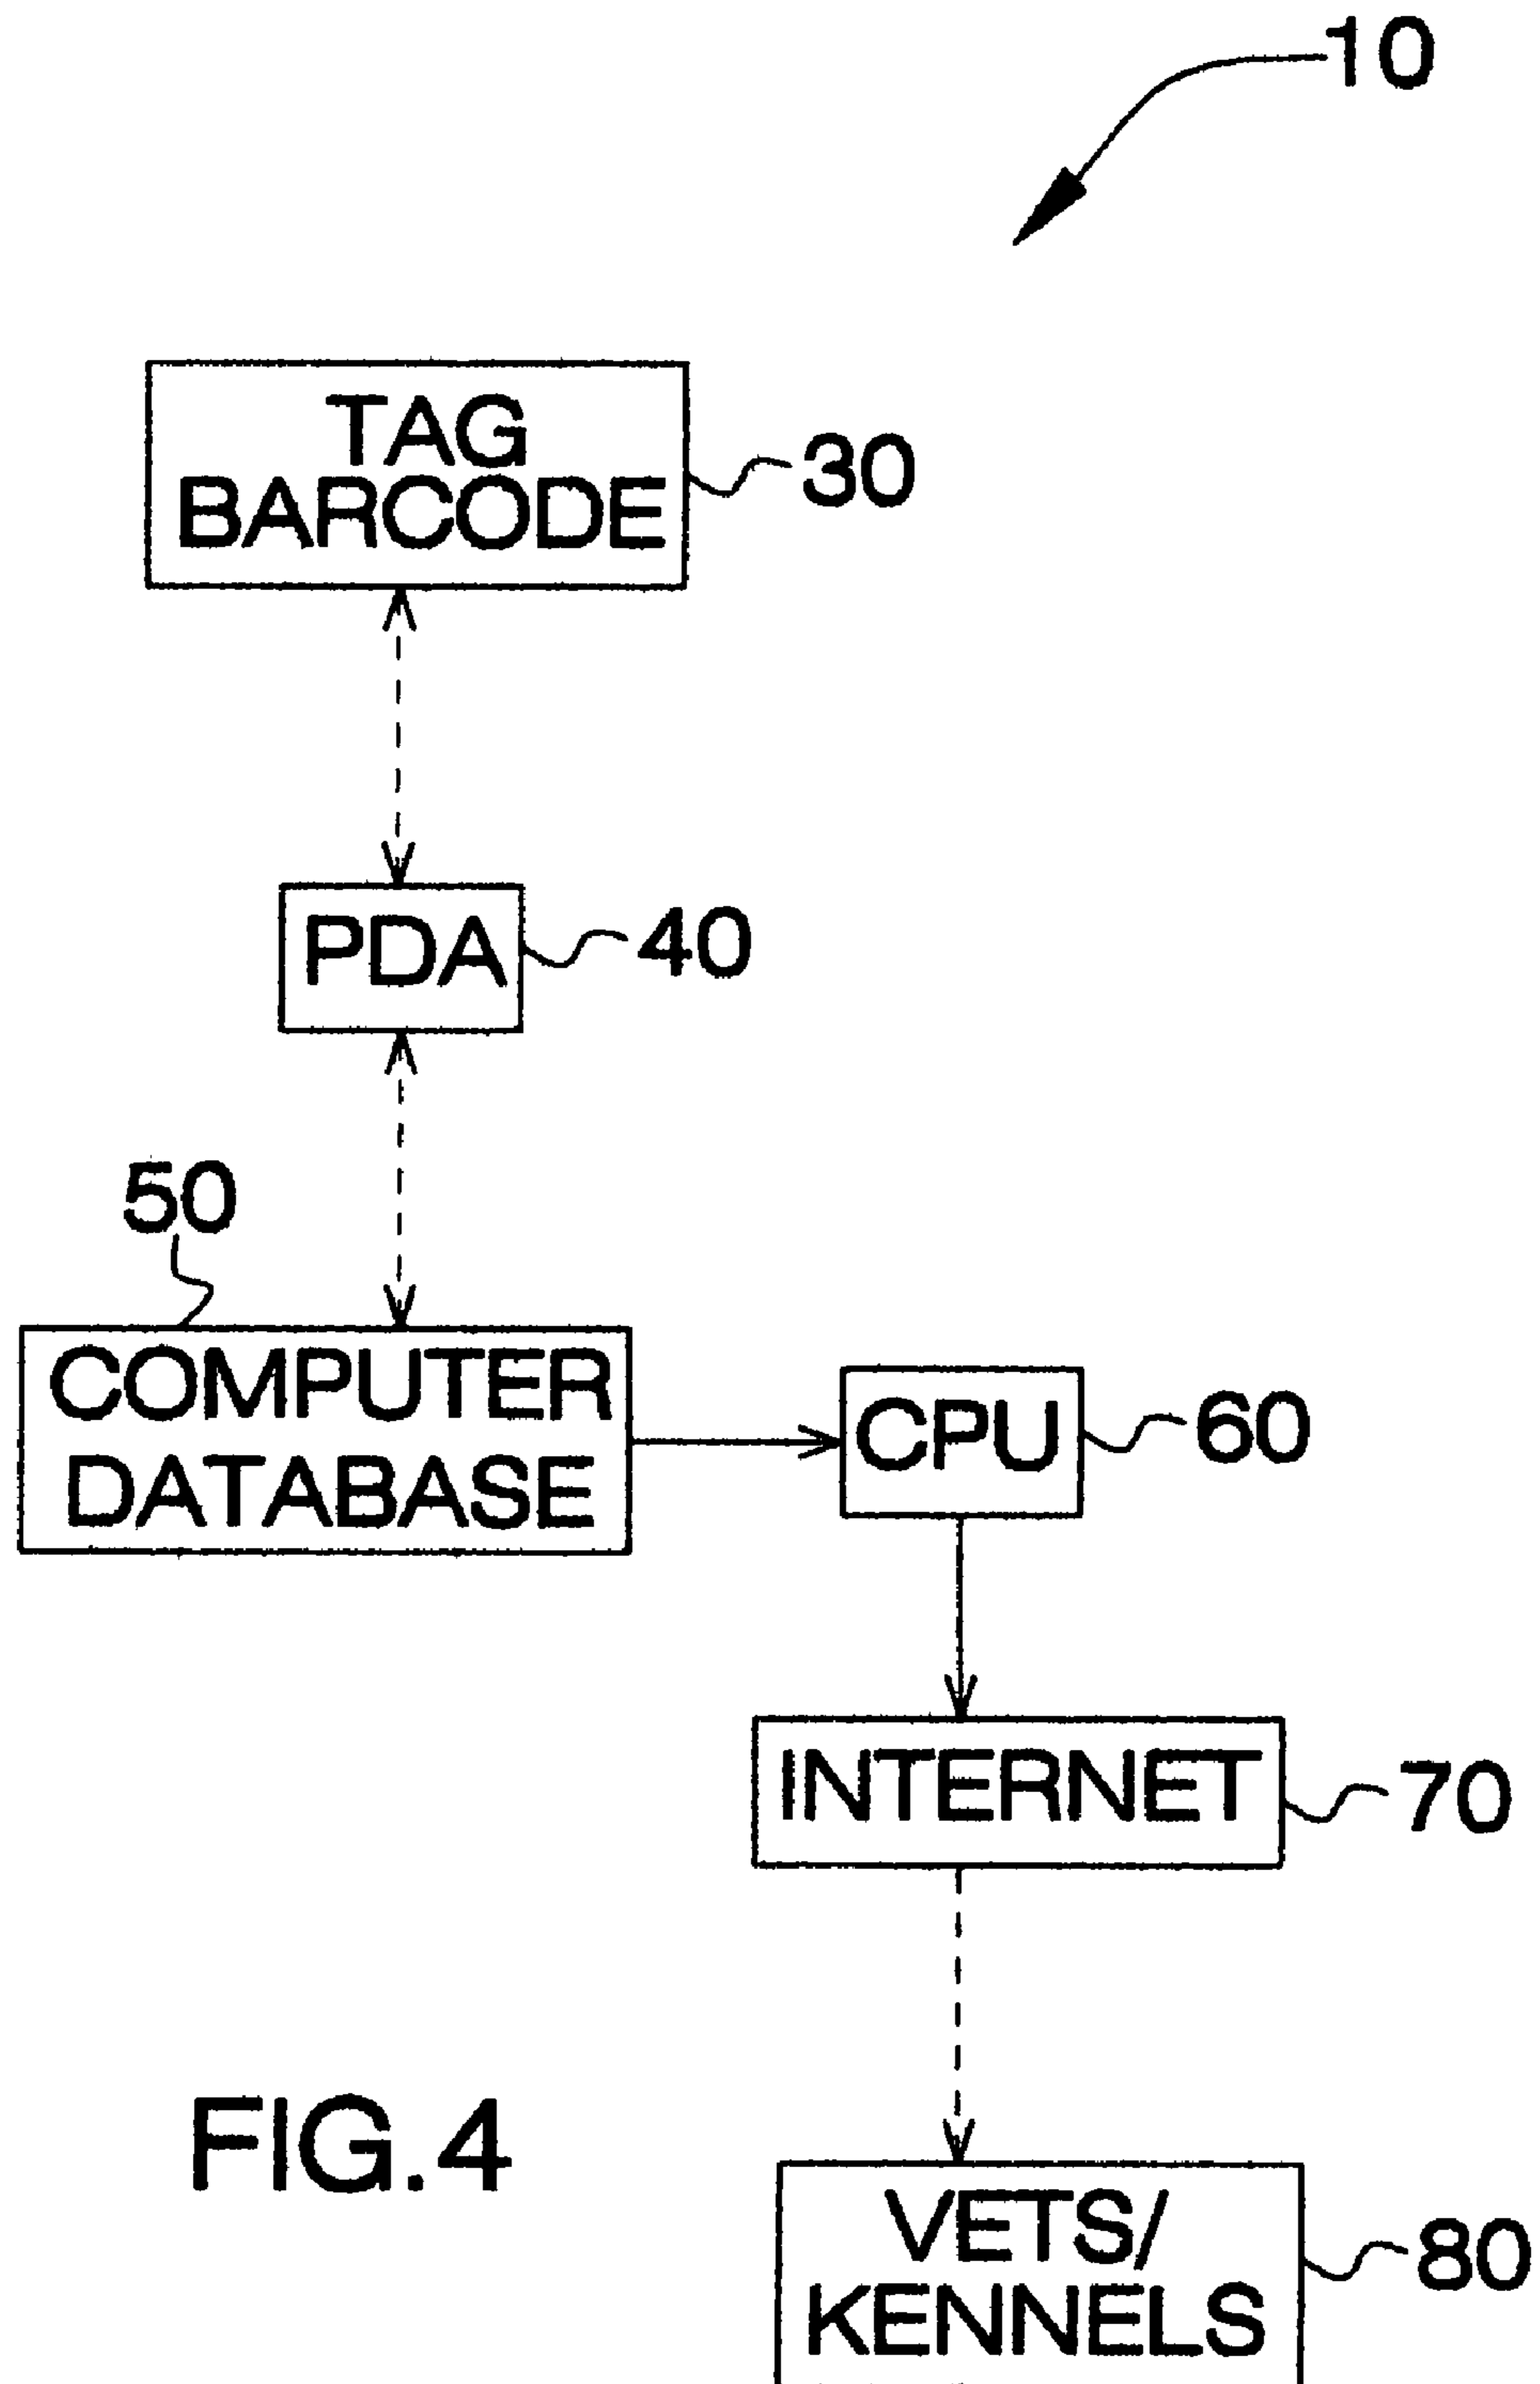 10
TAG
BARCODE
30
PDA
40
50
COMPUTER
DATABASE
CPU
60
INTERNET
70
FIG.4
VETS/
KENNELS
80